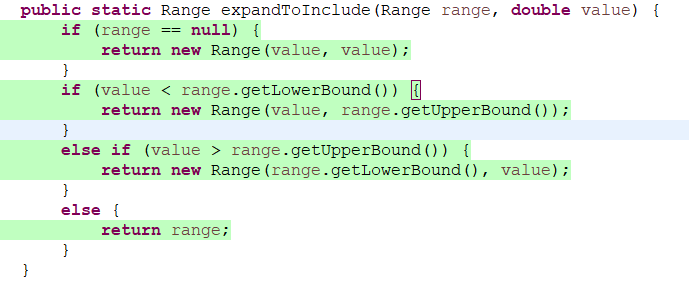 public static Range expandToInclude(Range range, double value) {
    if (range == null) {
        return new Range(value, value);
    }
    if (value < range.getLowerBound()) {
        return new Range(value, range.getUpperBound());
    }
    else if (value > range.getUpperBound()) {
        return new Range(range.getLowerBound(), value);
    }
    else {
        return range;
    }
}